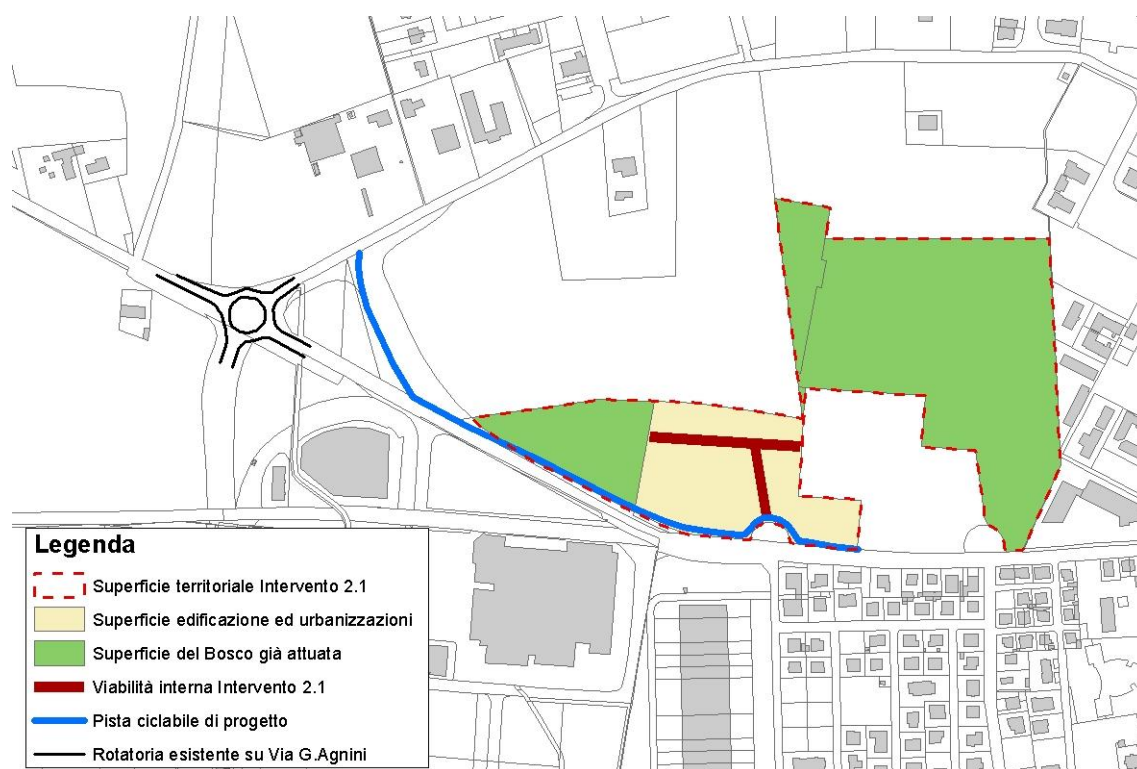 Legenda
Superficie territoriale Intervento 2.1
Superficie edificazione ed urbanizzazioni
Superficie del Bosco già attuata
Viabilità interna Intervento 2.1
Pista ciclabile di progetto
Rotatoria esistente su Via G.Agnini